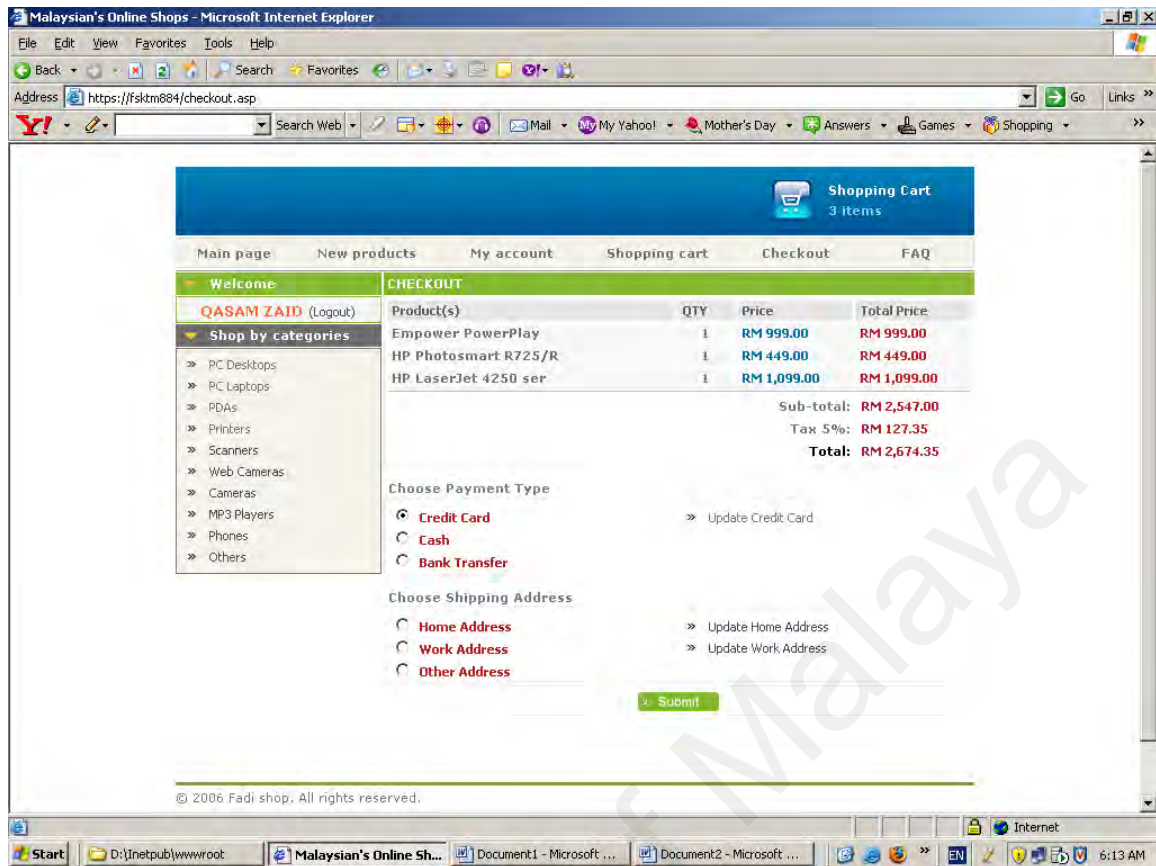 Malaysian's Online Shops - Microsoft Internet Explorer
File Edit View Favorites Tools Help
Back Search Favorites
Address https://fsktm884/checkout.asp Go Links »
Y! Search Web Mail My Yahoo! Mother's Day Answers Games Shopping »
Shopping Cart
3 items
Main page New products My account Shopping cart Checkout FAQ
Welcome
QASAM ZAID (Logout)
Shop by categories
» PC Desktops
» PC Laptops
» PDAs
» Printers
» Scanners
» Web Cameras
» Cameras
» MP3 Players
» Phones
» Others
CHECKOUT
Product(s) QTY Price Total Price
Empower PowerPlay 1 RM 999.00 RM 999.00
HP Photosmart R725/R 1 RM 449.00 RM 449.00
HP LaserJet 4250 ser 1 RM 1,099.00 RM 1,099.00
Sub-total: RM 2,547.00
Tax 5%: RM 127.35
Total: RM 2,674.35
Choose Payment Type
Credit Card » Update Credit Card
Cash
Bank Transfer
Choose Shipping Address
Home Address » Update Home Address
Work Address » Update Work Address
Other Address
Submit
© 2006 Fadi shop. All rights reserved.
Internet
Start D:\Inetpub\wwwroot Malaysian's Online Sh... Document1 - Microsoft ... Document2 - Microsoft ... » EN 6:13 AM
of Malaya